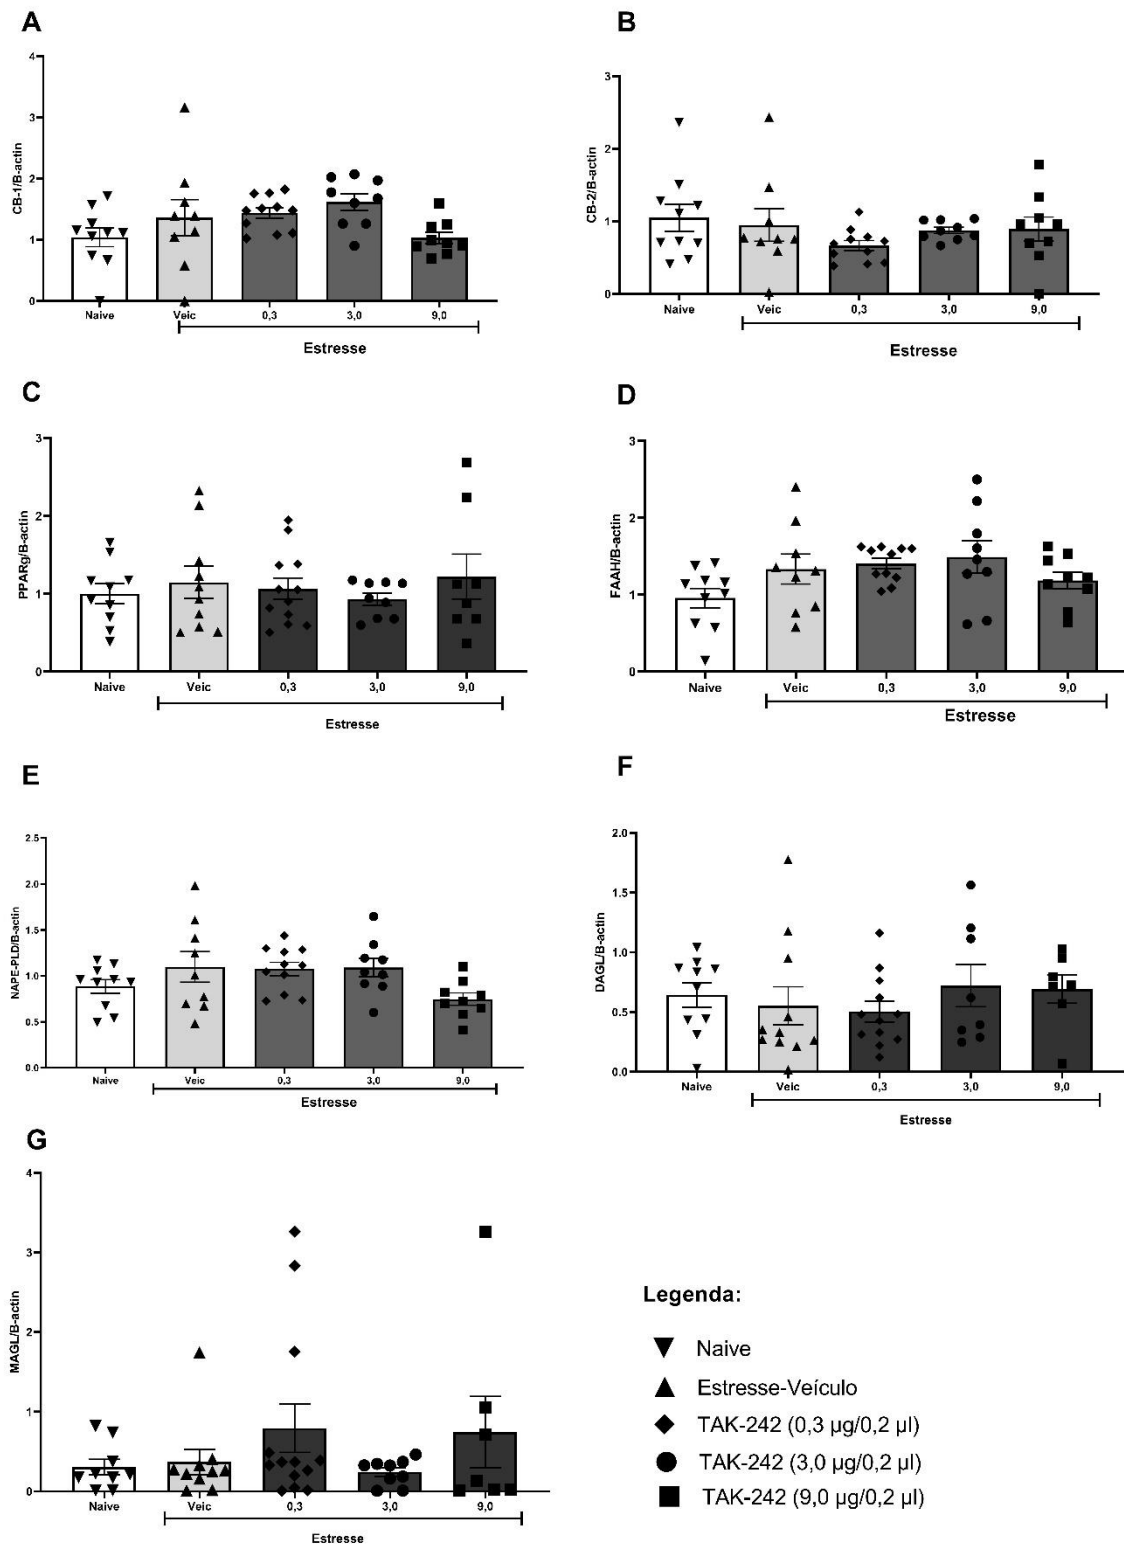 A
CB-1/B-actin
4
3
2
1
0
Naive Veic 0,3 3,0 9,0
Estresse
B
CB-2/B-actin
3
2
1
0
Naive Veic 0,3 3,0 9,0
Estresse
C
PPARg/B-actin
3
2
1
0
Naive Veic 0,3 3,0 9,0
Estresse
D
FAAH/B-actin
3
2
1
0
Naive Veic 0,3 3,0 9,0
Estresse
E
NAPE-PLD/B-actin
2.5
2.0
1.5
1.0
0.5
0.0
Naive Veic 0,3 3,0 9,0
Estresse
F
DAGL/B-actin
2.0
1.5
1.0
0.5
0.0
Naive Veic 0,3 3,0 9,0
Estresse
G
MAGL/B-actin
4
3
2
1
0
Naive Veic 0,3 3,0 9,0
Estresse
Legenda:
Naive
Estresse-Veículo
TAK-242 (0,3 µg/0,2 µl)
TAK-242 (3,0 µg/0,2 µl)
TAK-242 (9,0 µg/0,2 µl)